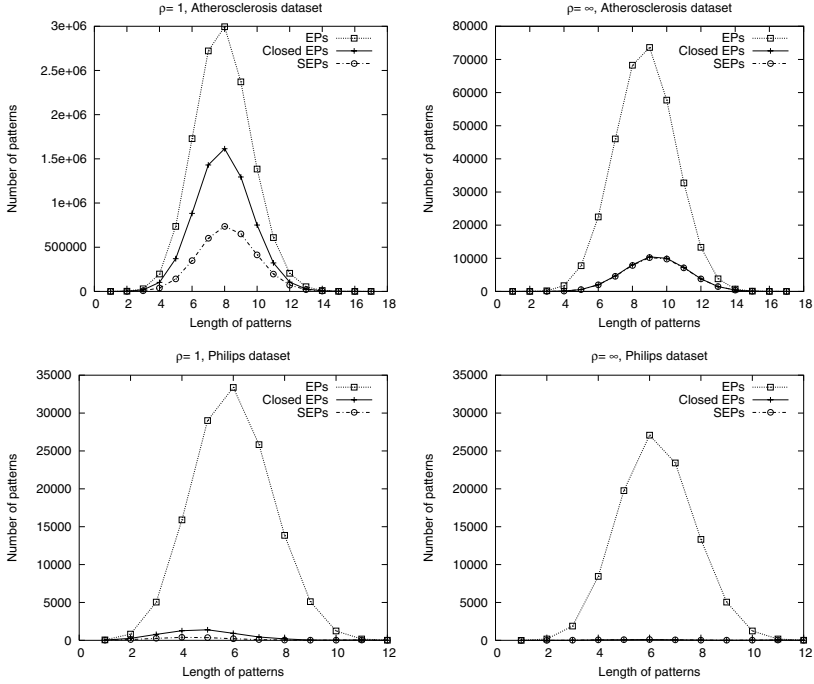 ρ= 1, Atherosclerosis dataset
EPs
Closed EPs
SEPs
3e+06
2.5e+06
2e+06
1.5e+06
1e+06
500000
0
Number of patterns
0 2 4 6 8 10 12 14 16 18
Length of patterns
ρ= ∞, Atherosclerosis dataset
EPs
Closed EPs
SEPs
80000
70000
60000
50000
40000
30000
20000
10000
0
Number of patterns
0 2 4 6 8 10 12 14 16 18
Length of patterns
ρ= 1, Philips dataset
EPs
Closed EPs
SEPs
35000
30000
25000
20000
15000
10000
5000
0
Number of patterns
0 2 4 6 8 10 12
Length of patterns
ρ= ∞, Philips dataset
EPs
Closed EPs
SEPs
35000
30000
25000
20000
15000
10000
5000
0
Number of patterns
0 2 4 6 8 10 12
Length of patterns